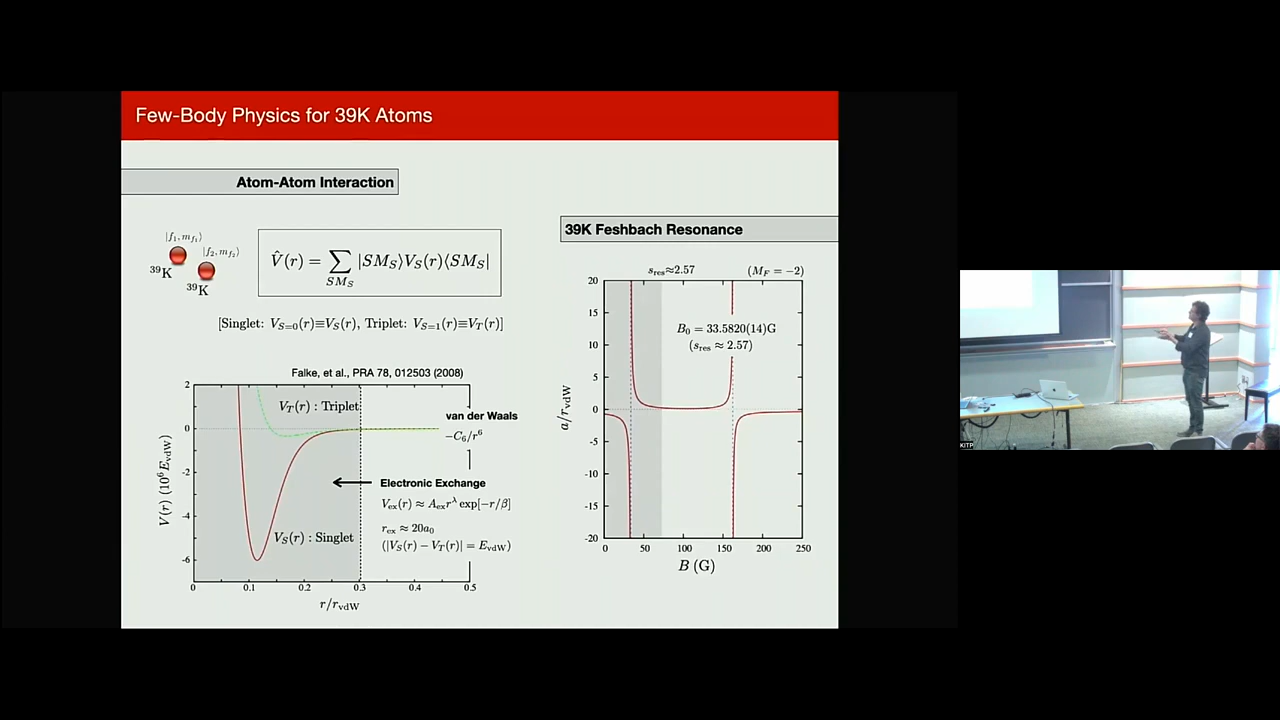 Few-Body Physics for 39K Atoms
Atom-Atom Interaction
|f₁, m_f₁⟩
|f₂, m_f₂⟩
³⁹K
³⁹K
V̂(r) = ∑_{SM_S} |SM_S⟩V_S(r)⟨SM_S|
[Singlet: V_{S=0}(r)≡V_S(r), Triplet: V_{S=1}(r)≡V_T(r)]
Falke, et al., PRA 78, 012503 (2008)
V_T(r) : Triplet
V_S(r) : Singlet
van der Waals
−C₆/r⁶
Electronic Exchange
V_ex(r) ≈ A_ex r^λ exp[−r/β]
r_ex ≈ 20a₀
(|V_S(r) − V_T(r)| = E_vdW)
V(r) (10⁶ E_vdW)
2
0
-2
-4
-6
0 0.1 0.2 0.3 0.4 0.5
r/r_vdW
39K Feshbach Resonance
s_res≈2.57 (M_F = −2)
B₀ = 33.5820(14)G
(s_res ≈ 2.57)
a/r_vdW
20
15
10
5
0
-5
-10
-15
-20
0 50 100 150 200 250
B (G)
KITP